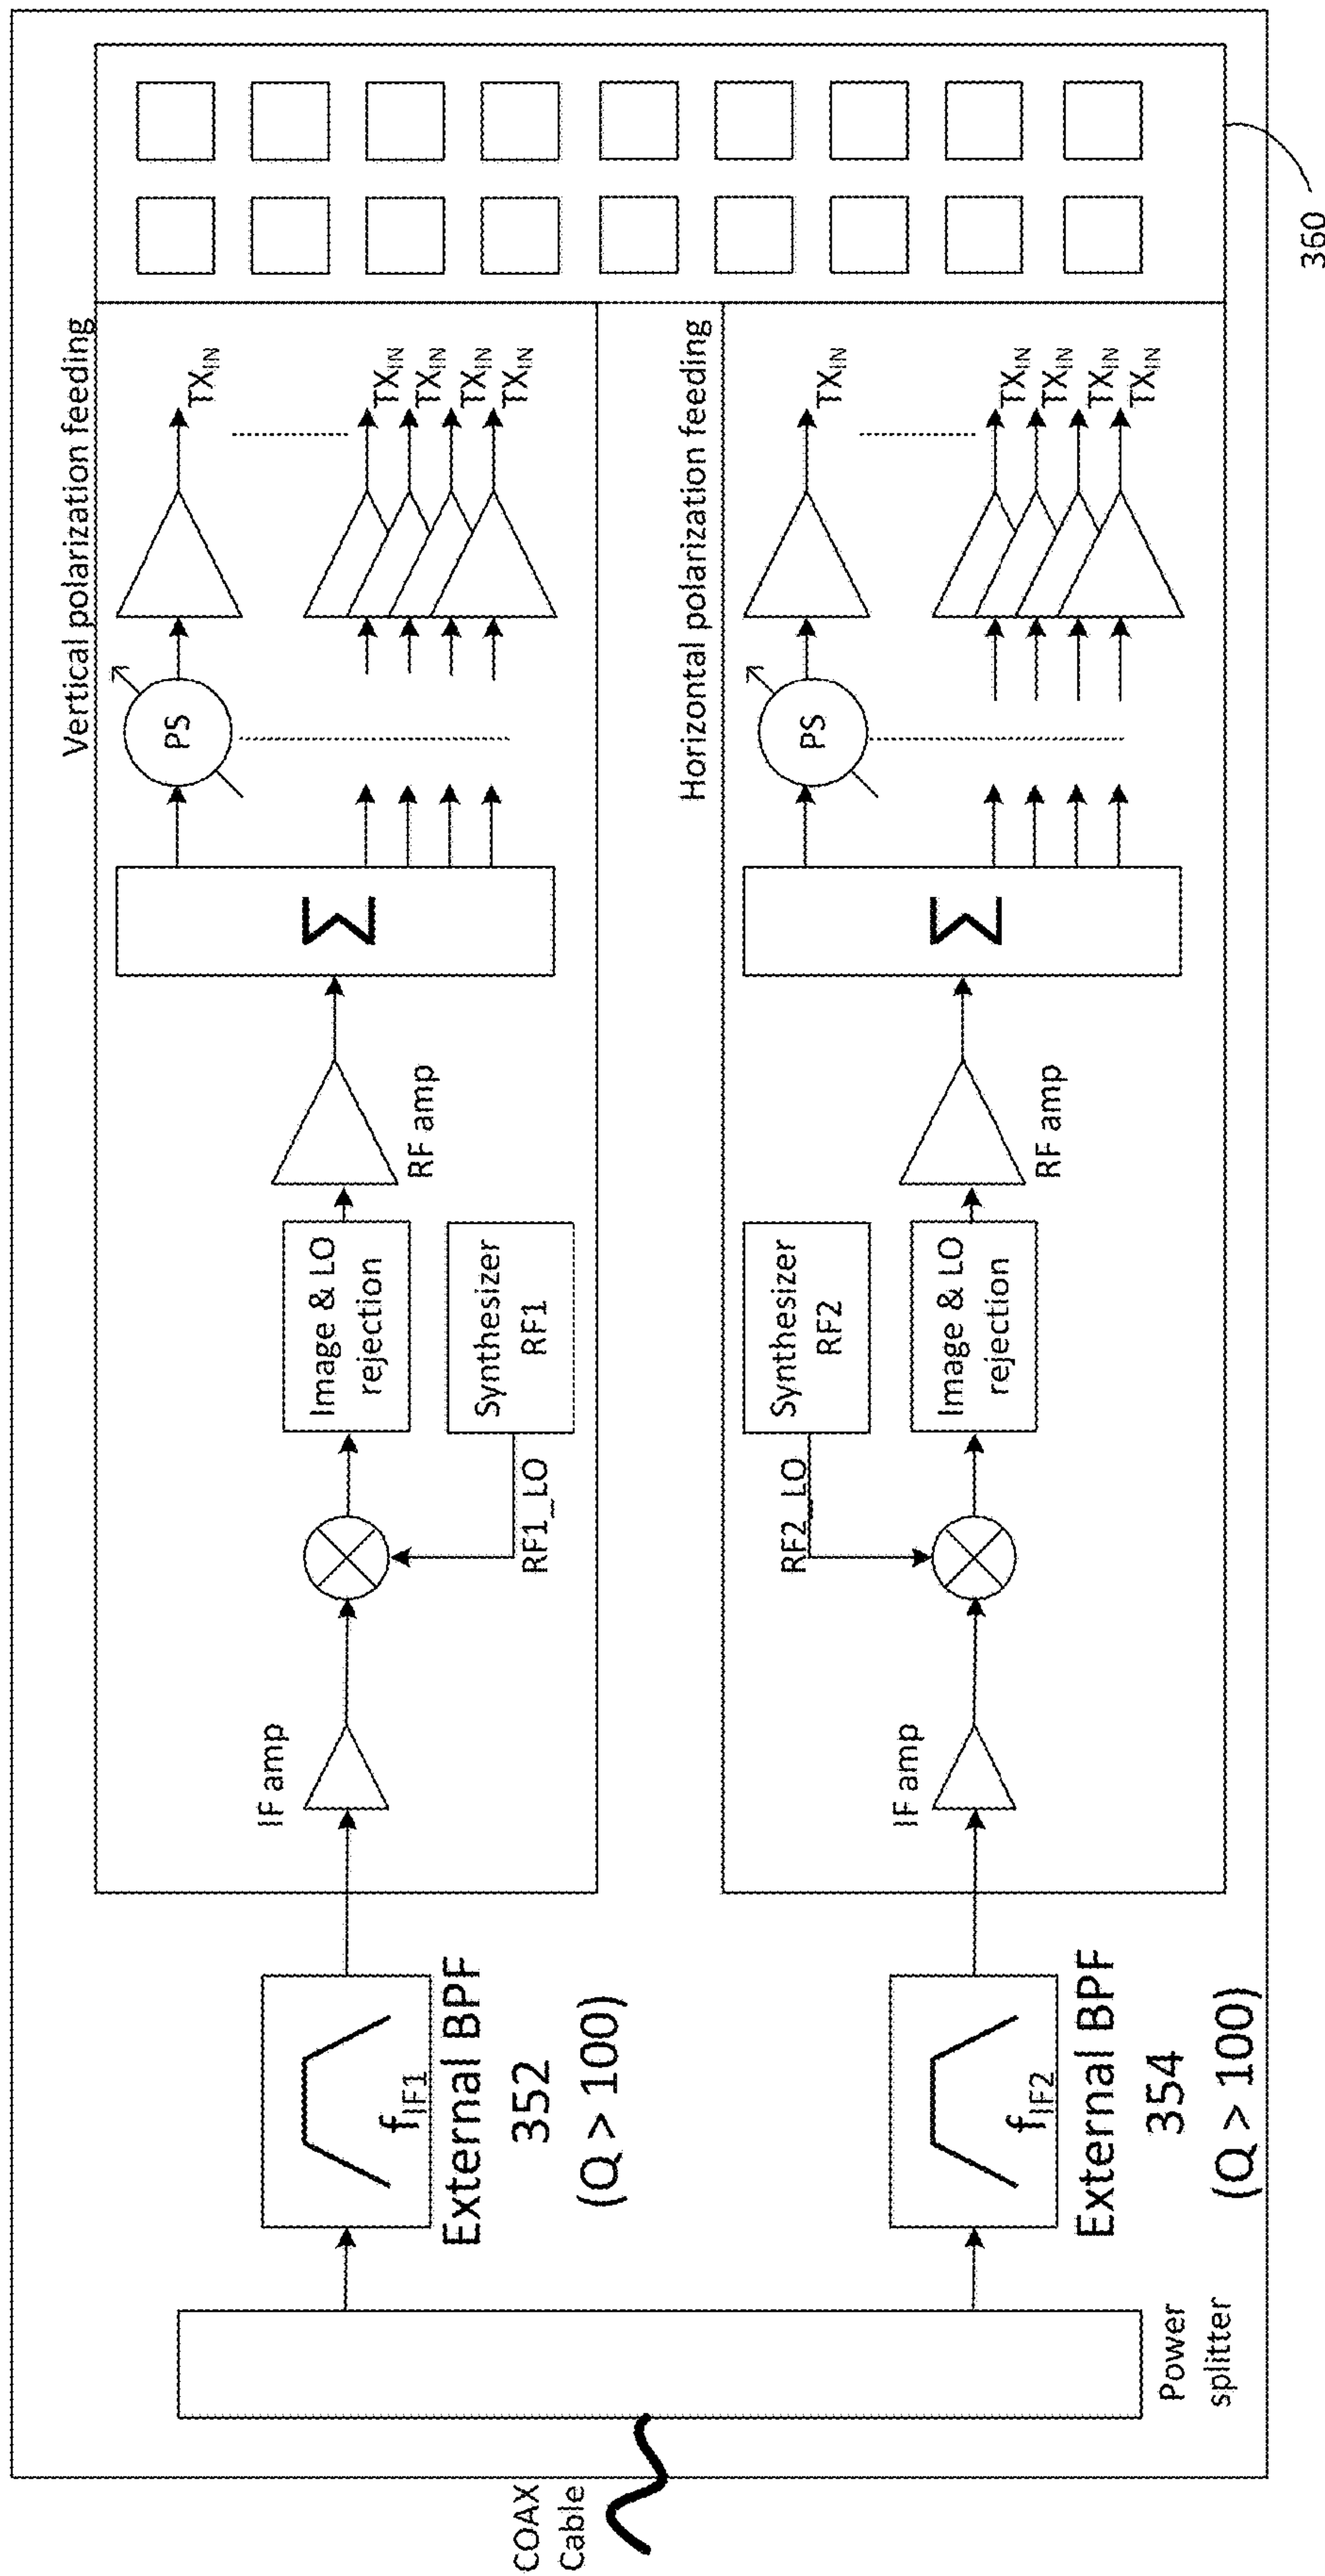 COAX
Cable
Power
splitter
f_IF1
External BPF
352
(Q > 100)
IF amp
RF1_LO
Image & LO
rejection
Synthesizer
RF1
RF amp
Σ
PS
Vertical polarization feeding
TX_IN
TX_IN
TX_IN
TX_IN
TX_IN
f_IF2
External BPF
354
(Q > 100)
IF amp
RF2_LO
Synthesizer
RF2
Image & LO
rejection
RF amp
Σ
PS
Horizontal polarization feeding
TX_IN
TX_IN
TX_IN
TX_IN
TX_IN
360